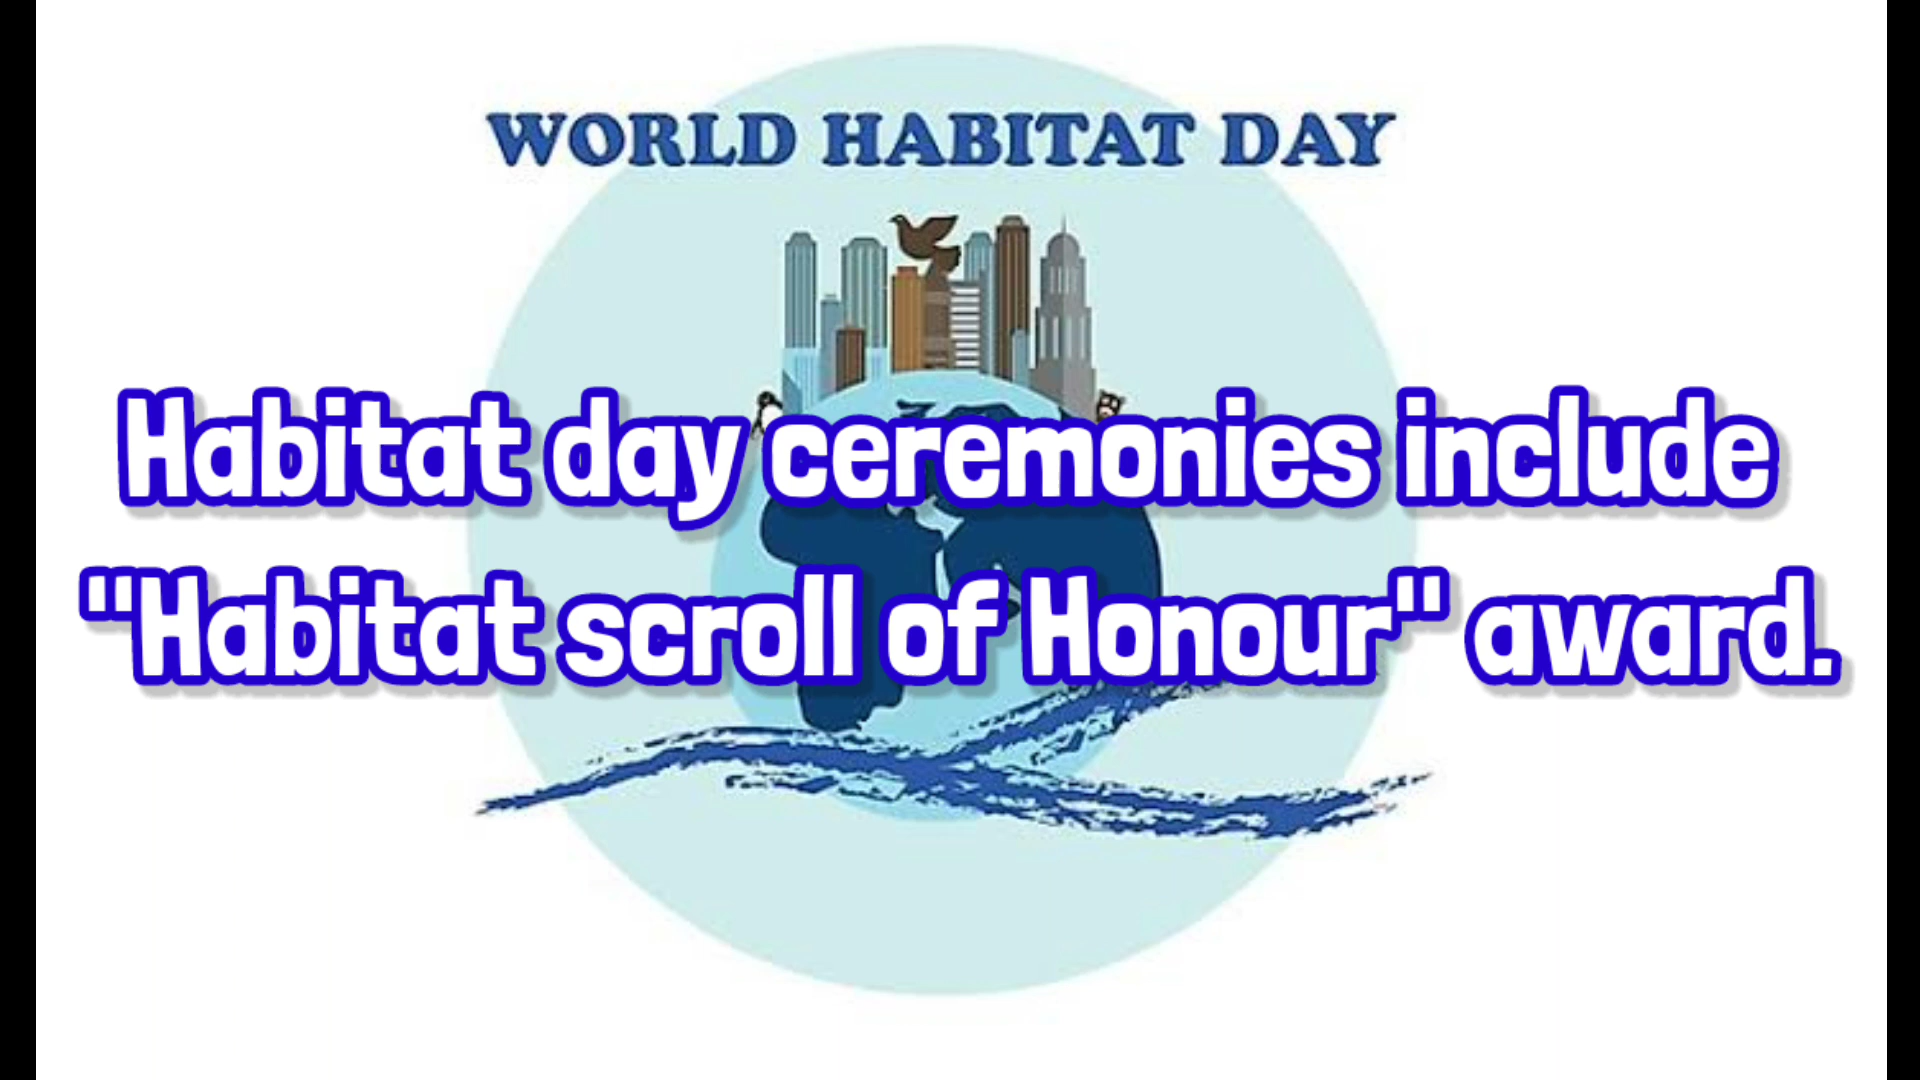 WORLD HABITAT DAY
Habitat day ceremonies include
"Habitat scroll of Honour" award.